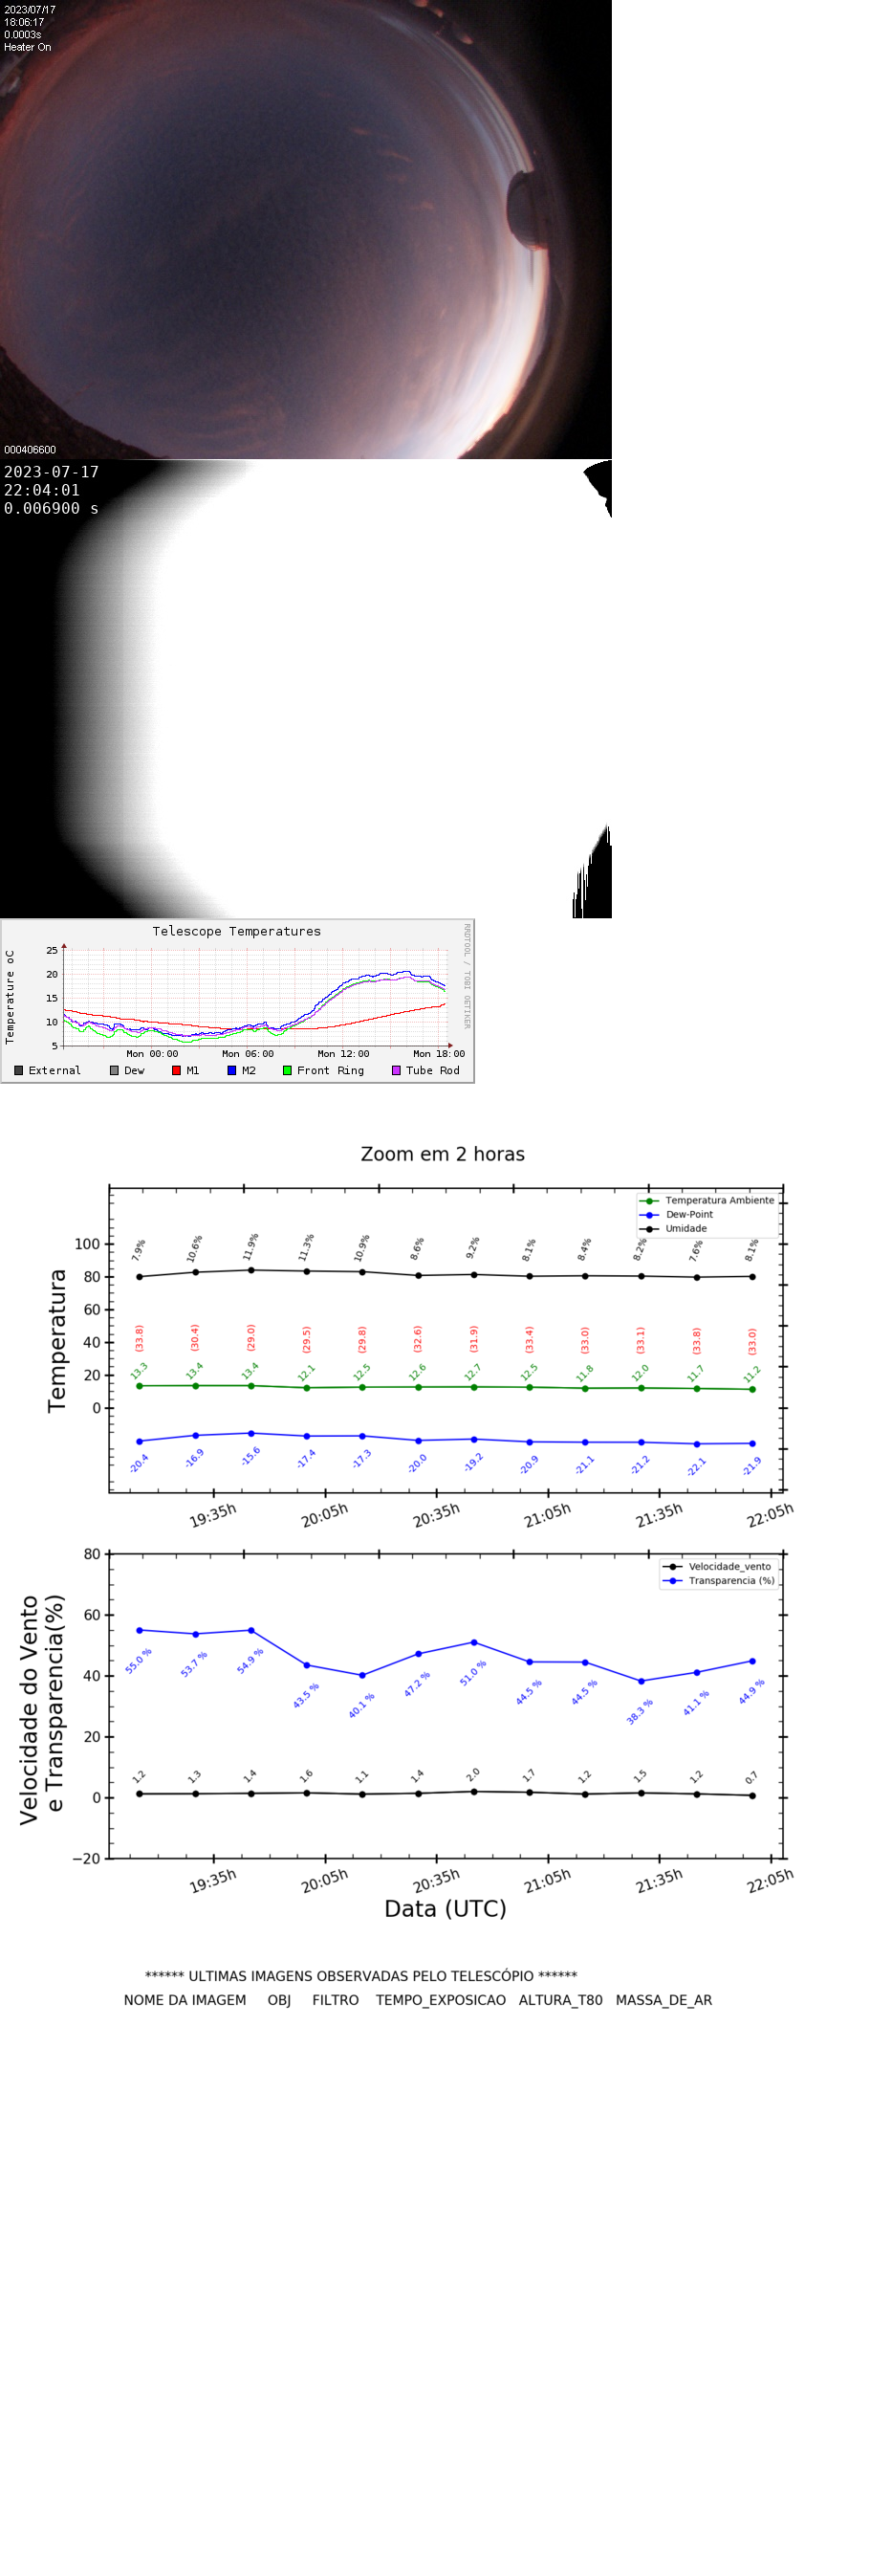 2023/07/17
18:06:17
0.0003s
Heater On
000406600
2023-07-17
22:04:01
0.006900 s
Telescope Temperatures
RRDTOOL / TOBI OETIKER
Temperature oC
25
20
15
10
5
Mon 00:00 Mon 06:00 Mon 12:00 Mon 18:00
External Dew M1 M2 Front Ring Tube Rod
Zoom em 2 horas
Temperatura Ambiente
Dew-Point
Umidade
Temperatura
100
80
60
40
20
0
7.9% 10.6% 11.9% 11.3% 10.9% 8.6% 9.2% 8.1% 8.4% 8.2% 7.6% 8.1%
(33.8) (30.4) (29.0) (29.5) (29.8) (32.6) (31.9) (33.4) (33.0) (33.1) (33.8) (33.0)
13.3 13.4 13.4 12.1 12.5 12.6 12.7 12.5 11.8 12.0 11.7 11.2
-20.4 -16.9 -15.6 -17.4 -17.3 -20.0 -19.2 -20.9 -21.1 -21.2 -22.1 -21.9
19:35h 20:05h 20:35h 21:05h 21:35h 22:05h
Velocidade_vento
Transparencia (%)
Velocidade do Vento
e Transparencia(%)
80
60
40
20
0
−20
55.0 % 53.7 % 54.9 % 43.5 % 40.1 % 47.2 % 51.0 % 44.5 % 44.5 % 38.3 % 41.1 % 44.9 %
1.2 1.3 1.4 1.6 1.1 1.4 2.0 1.7 1.2 1.5 1.2 0.7
19:35h 20:05h 20:35h 21:05h 21:35h 22:05h
Data (UTC)
****** ULTIMAS IMAGENS OBSERVADAS PELO TELESCÓPIO ******
NOME DA IMAGEM OBJ FILTRO TEMPO_EXPOSICAO ALTURA_T80 MASSA_DE_AR